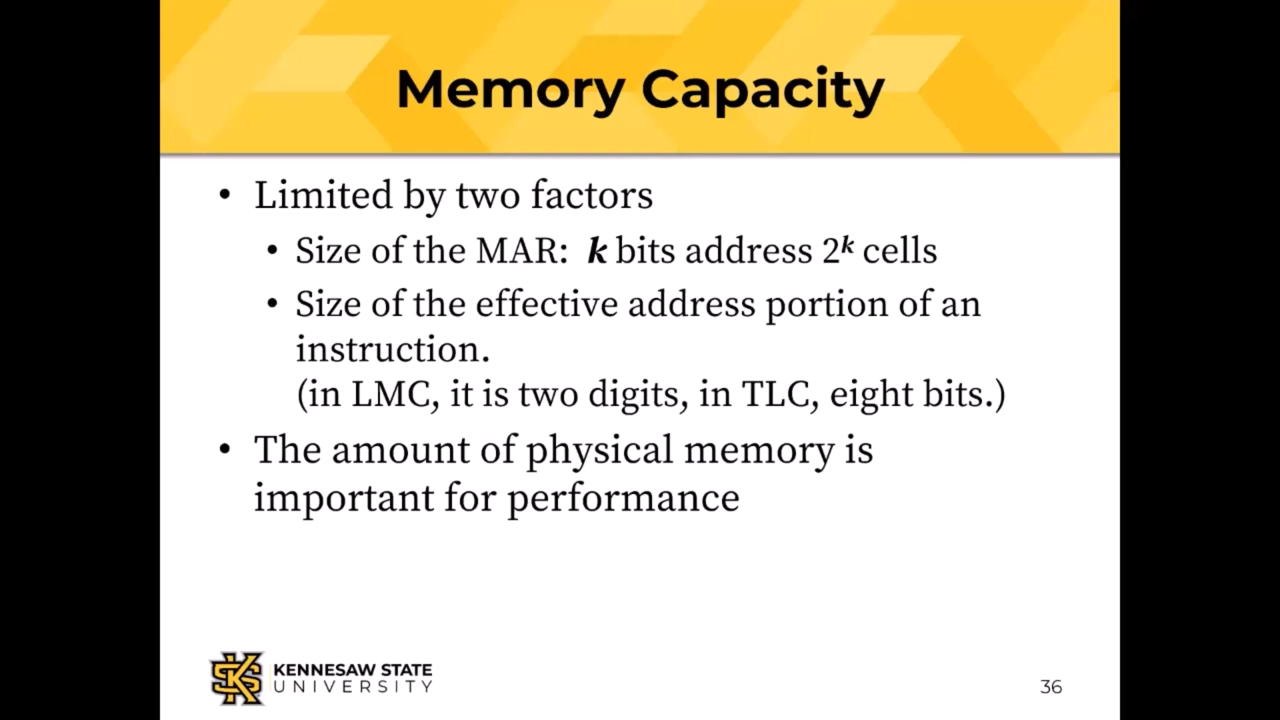 Memory Capacity
• Limited by two factors
• Size of the MAR: k bits address 2ᵏ cells
• Size of the effective address portion of an
instruction.
(in LMC, it is two digits, in TLC, eight bits.)
• The amount of physical memory is
important for performance
KENNESAW STATE
UNIVERSITY
36